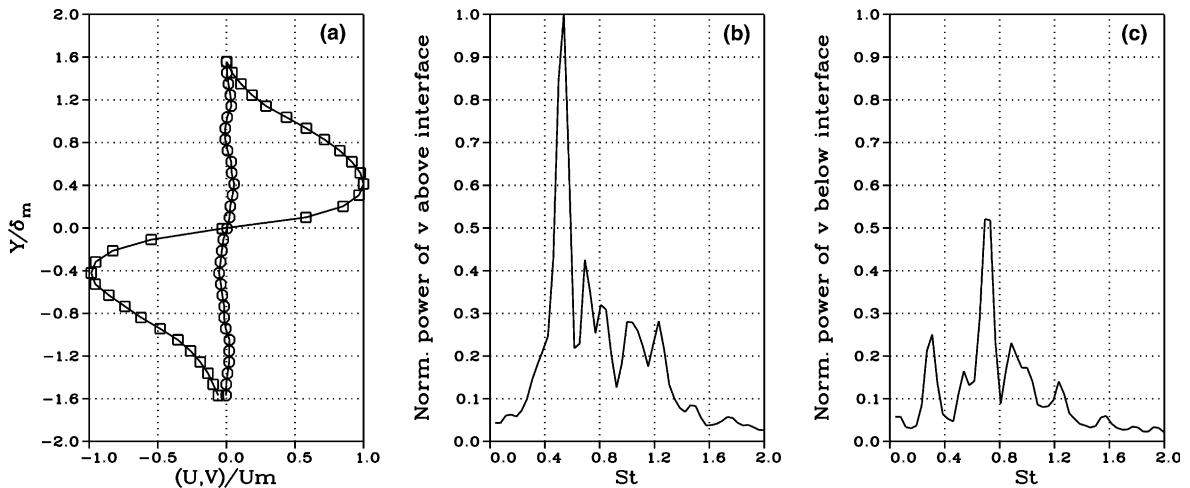 (a)
Y/δm
2.0
1.6
1.2
0.8
0.4
0.0
−0.4
−0.8
−1.2
−1.6
−2.0
−1.0 −0.5 0.0 0.5 1.0
(U,V)/Um
(b)
Norm. power of v above interface
1.0
0.9
0.8
0.7
0.6
0.5
0.4
0.3
0.2
0.1
0.0
0.0 0.4 0.8 1.2 1.6 2.0
St
(c)
Norm. power of v below interface
1.0
0.9
0.8
0.7
0.6
0.5
0.4
0.3
0.2
0.1
0.0
0.0 0.4 0.8 1.2 1.6 2.0
St